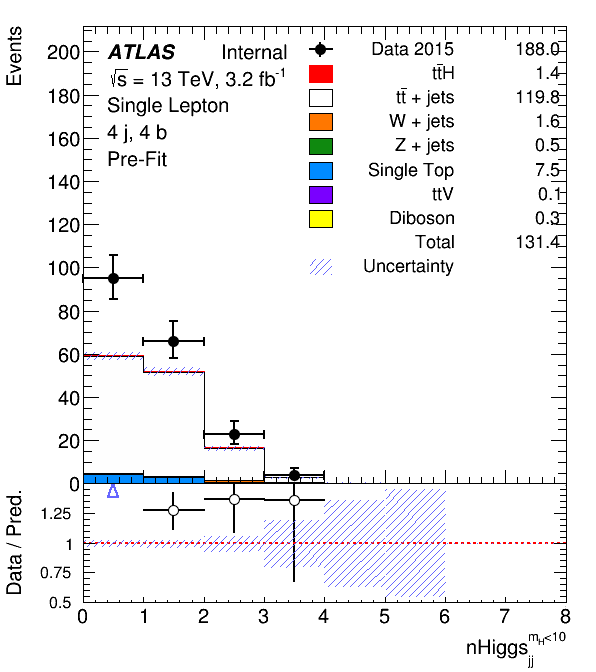 Events
ATLAS Internal
√s = 13 TeV, 3.2 fb⁻¹
Single Lepton
4 j, 4 b
Pre-Fit
Data 2015 188.0
tt̄H 1.4
tt̄ + jets 119.8
W + jets 1.6
Z + jets 0.5
Single Top 7.5
ttV 0.1
Diboson 0.3
Total 131.4
Uncertainty
200
180
160
140
120
100
80
60
40
20
0
Data / Pred.
1.25
1
0.75
0.5
0 1 2 3 4 5 6 7 8
nHiggs_jj^{m_H<10}